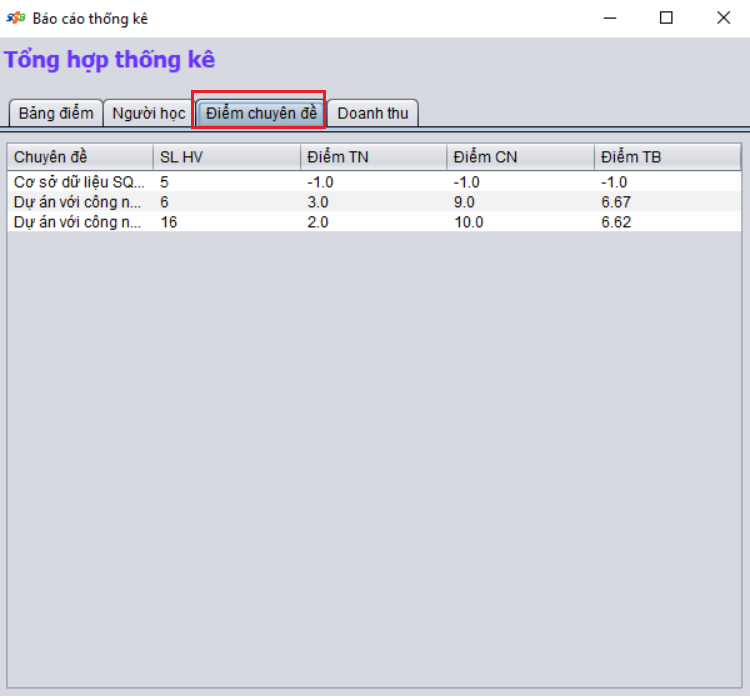 Báo cáo thống kê
Tổng hợp thống kê
Bảng điểm Người học Điểm chuyên đề Doanh thu
Chuyên đề SL HV Điểm TN Điểm CN Điểm TB
Cơ sở dữ liệu SQ... 5 -1.0 -1.0 -1.0
Dự án với công n... 6 3.0 9.0 6.67
Dự án với công n... 16 2.0 10.0 6.62